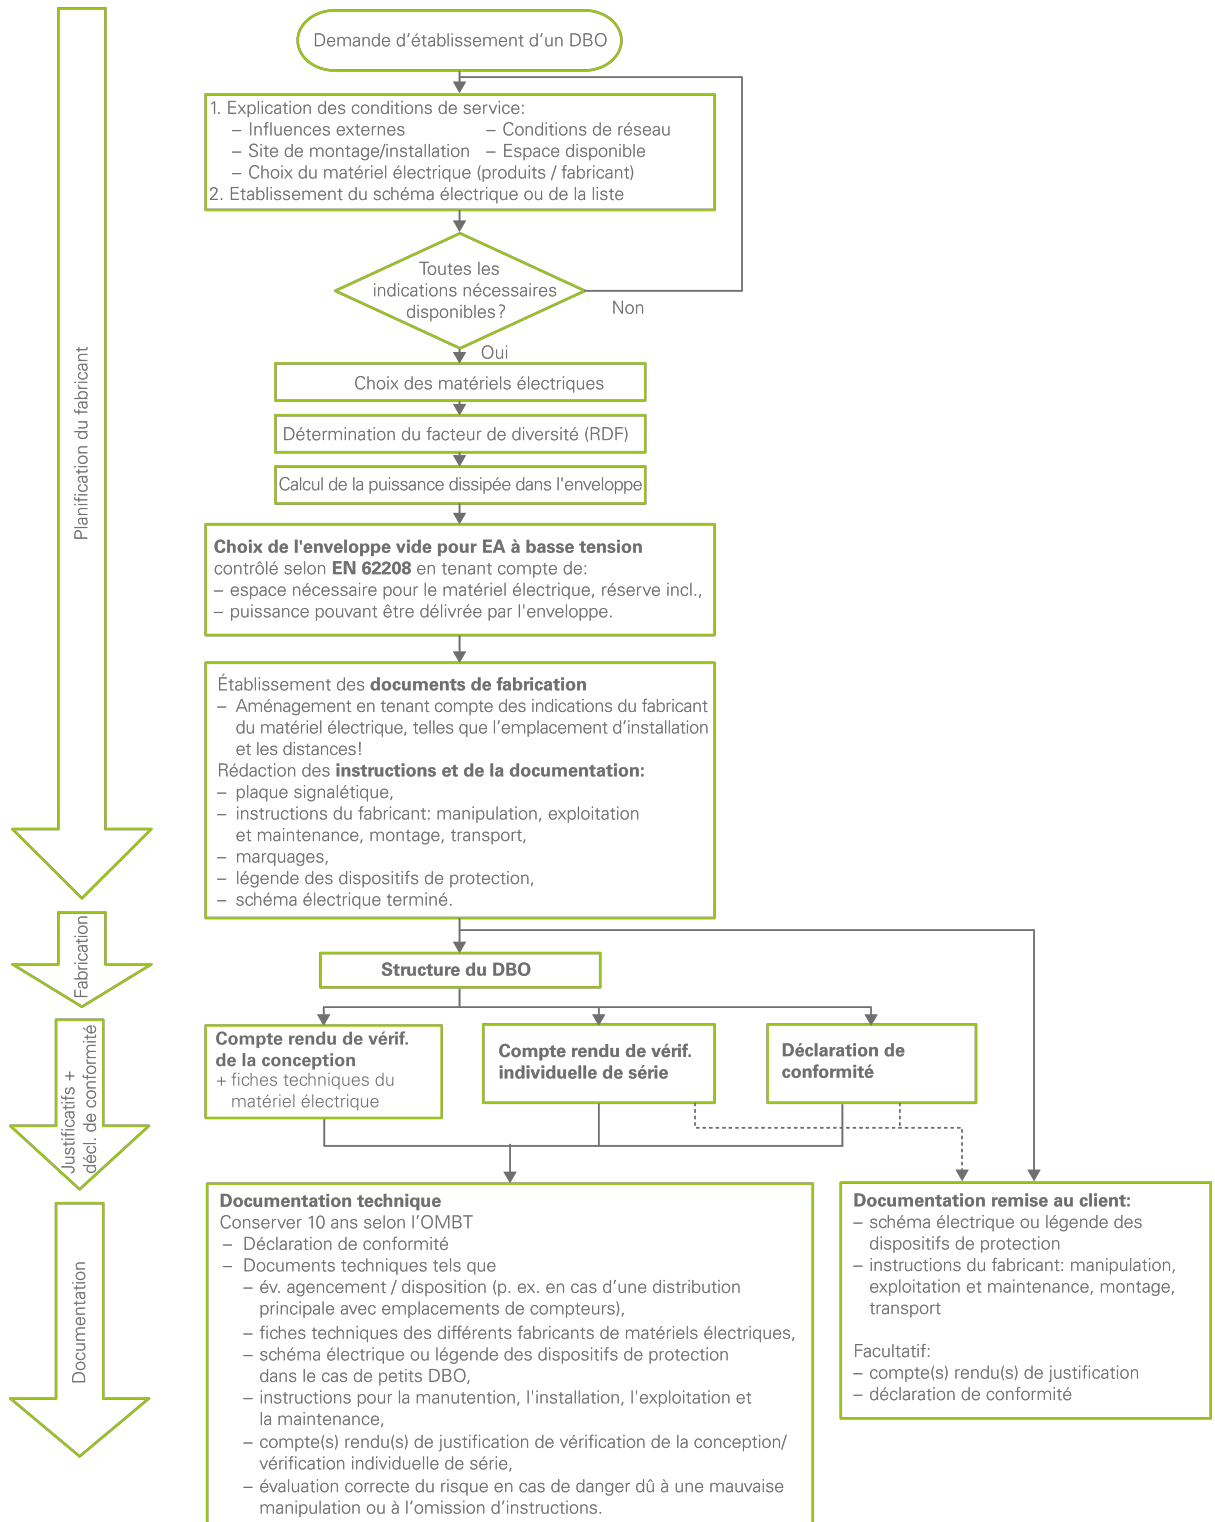 Demande d'établissement d'un DBO
1. Explication des conditions de service:
– Influences externes – Conditions de réseau
– Site de montage/installation – Espace disponible
– Choix du matériel électrique (produits / fabricant)
2. Etablissement du schéma électrique ou de la liste
Toutes les
indications nécessaires
disponibles ?
Non
Oui
Choix des matériels électriques
Détermination du facteur de diversité (RDF)
Calcul de la puissance dissipée dans l'enveloppe
Planification du fabricant
Choix de l'enveloppe vide pour EA à basse tension
contrôlé selon EN 62208 en tenant compte de:
– espace nécessaire pour le matériel électrique, réserve incl.,
– puissance pouvant être délivrée par l'enveloppe.
Établissement des documents de fabrication
– Aménagement en tenant compte des indications du fabricant
du matériel électrique, telles que l'emplacement d'installation
et les distances!
Rédaction des instructions et de la documentation:
– plaque signalétique,
– instructions du fabricant: manipulation, exploitation
et maintenance, montage, transport,
– marquages,
– légende des dispositifs de protection,
– schéma électrique terminé.
Fabrication
Structure du DBO
Justificatifs +
décl. de conformité
Compte rendu de vérif.
de la conception
+ fiches techniques du
matériel électrique
Compte rendu de vérif.
individuelle de série
Déclaration de
conformité
Documentation
Documentation technique
Conserver 10 ans selon l'OMBT
– Déclaration de conformité
– Documents techniques tels que
– év. agencement / disposition (p. ex. en cas d'une distribution
principale avec emplacements de compteurs),
– fiches techniques des différents fabricants de matériels électriques,
– schéma électrique ou légende des dispositifs de protection
dans le cas de petits DBO,
– instructions pour la manutention, l'installation, l'exploitation et
la maintenance,
– compte(s) rendu(s) de justification de vérification de la conception/
vérification individuelle de série,
– évaluation correcte du risque en cas de danger dû à une mauvaise
manipulation ou à l'omission d'instructions.
Documentation remise au client:
– schéma électrique ou légende des
dispositifs de protection
– instructions du fabricant: manipulation,
exploitation et maintenance, montage,
transport
Facultatif:
– compte(s) rendu(s) de justification
– déclaration de conformité